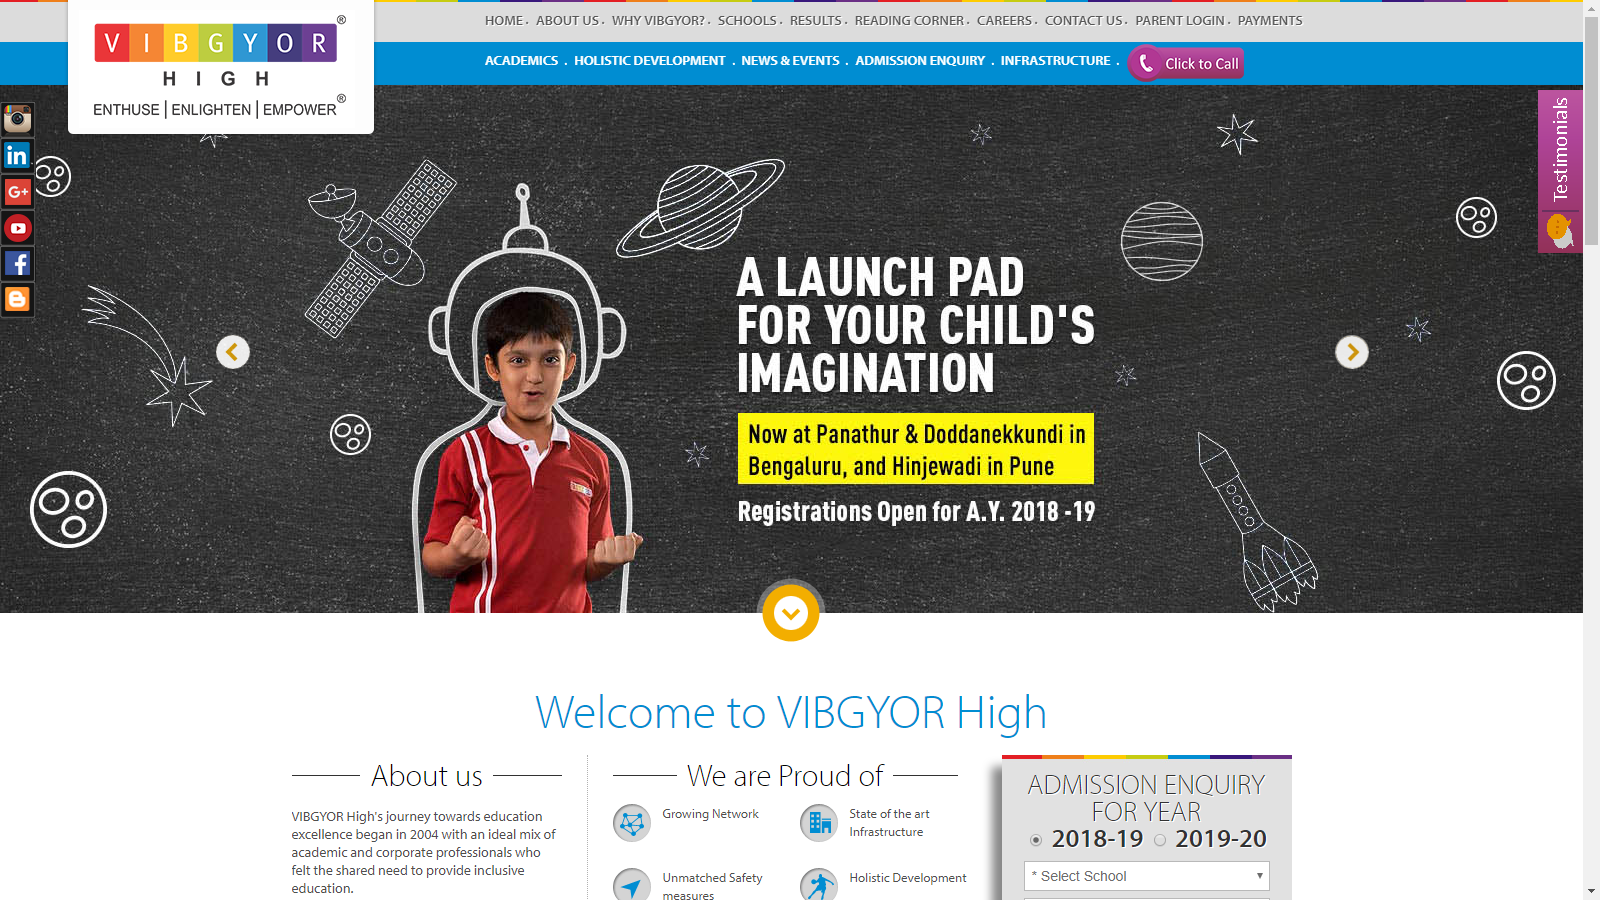 HOME . ABOUT US . WHY VIBGYOR? . SCHOOLS . RESULTS . READING CORNER . CAREERS . CONTACT US . PARENT LOGIN . PAYMENTS
VIBGYOR®
HIGH
ENTHUSE | ENLIGHTEN | EMPOWER®
ACADEMICS . HOLISTIC DEVELOPMENT . NEWS & EVENTS . ADMISSION ENQUIRY . INFRASTRUCTURE .
Click to Call
Testimonials
A LAUNCH PAD
FOR YOUR CHILD'S
IMAGINATION
Now at Panathur & Doddanekkundi in
Bengaluru, and Hinjewadi in Pune
Registrations Open for A.Y. 2018 -19
Welcome to VIBGYOR High
About us
VIBGYOR High's journey towards education
excellence began in 2004 with an ideal mix of
academic and corporate professionals who
felt the shared need to provide inclusive
education.
We are Proud of
Growing Network
State of the art
Infrastructure
Unmatched Safety
measures
Holistic Development
ADMISSION ENQUIRY
FOR YEAR
2018-19 2019-20
* Select School